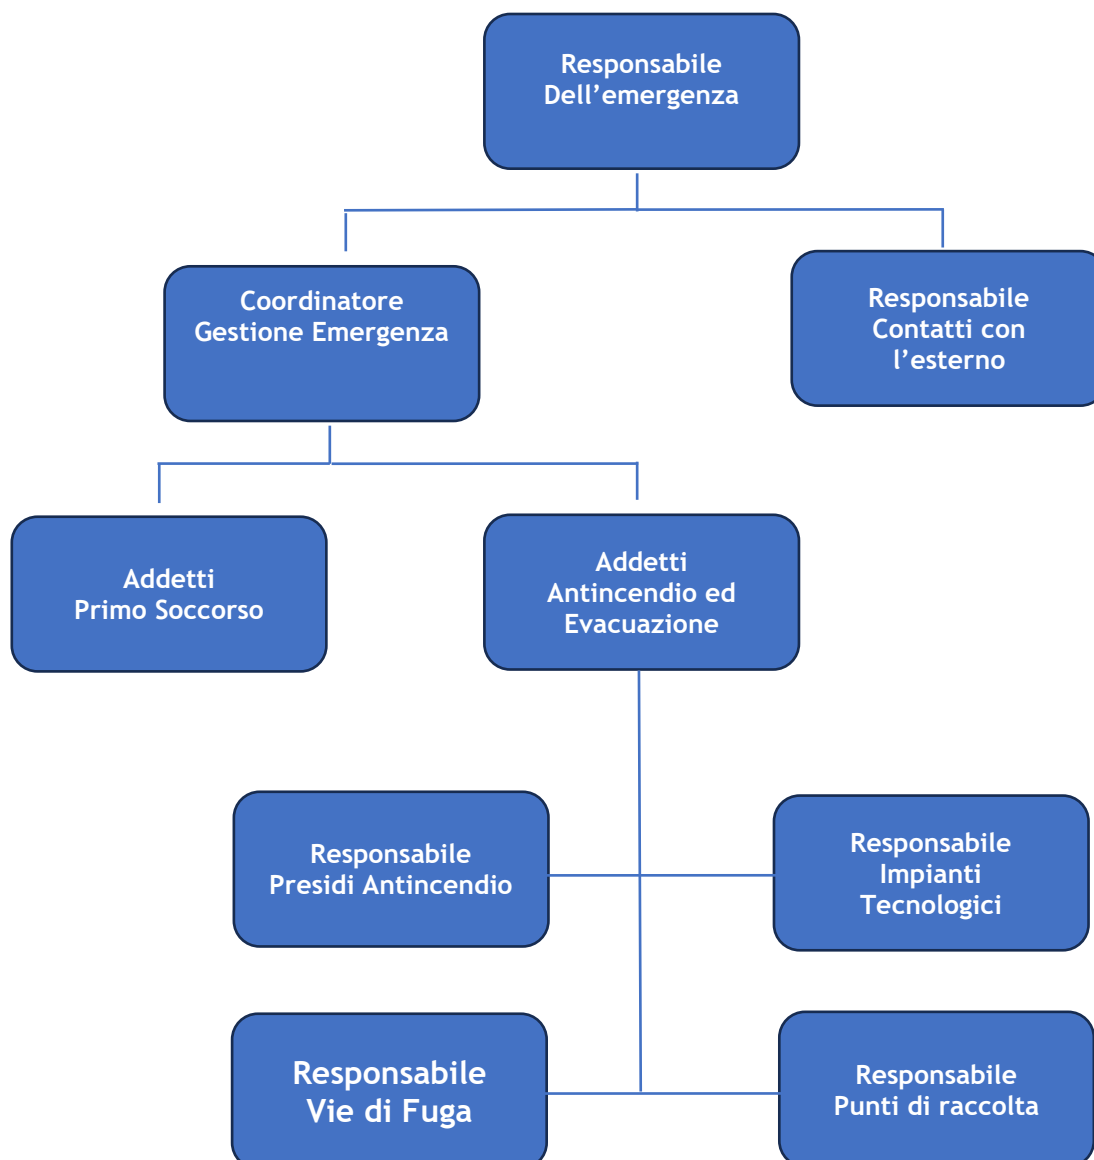 Responsabile
Dell’emergenza
Coordinatore
Gestione Emergenza
Responsabile
Contatti con
l’esterno
Addetti
Primo Soccorso
Addetti
Antincendio ed
Evacuazione
Responsabile
Presidi Antincendio
Responsabile
Impianti
Tecnologici
Responsabile
Vie di Fuga
Responsabile
Punti di raccolta